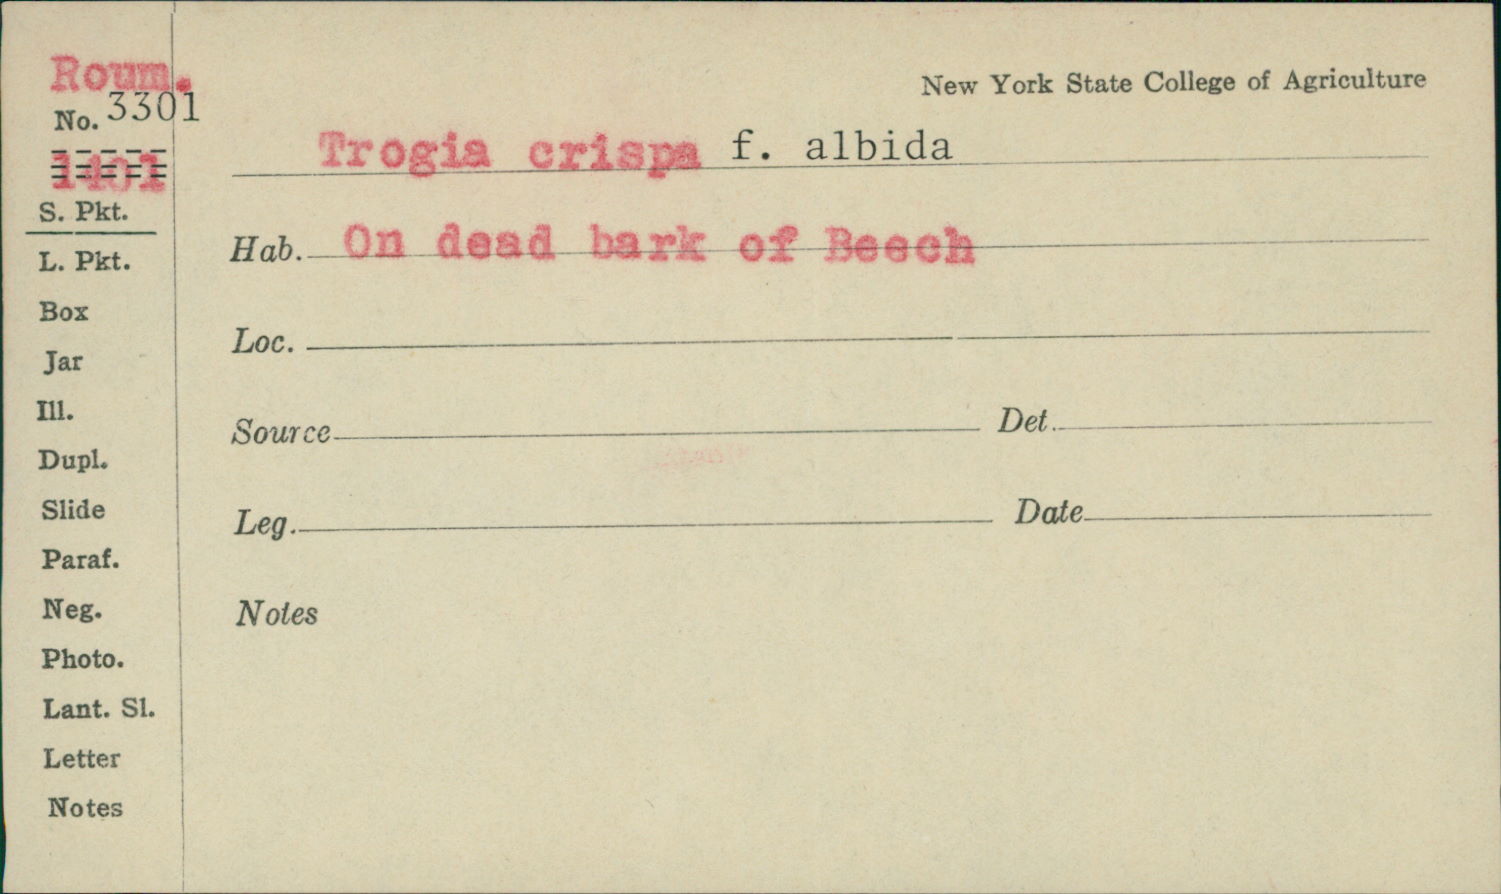 Roum.
No. 3301
1401
S. Pkt.
L. Pkt.
Box
Jar
Ill.
Dupl.
Slide
Paraf.
Neg.
Photo.
Lant. Sl.
Letter
Notes
New York State College of Agriculture
Trogia crispa f. albida
Hab. On dead bark of Beech
Loc.
Source Det.
Leg. Date
Notes